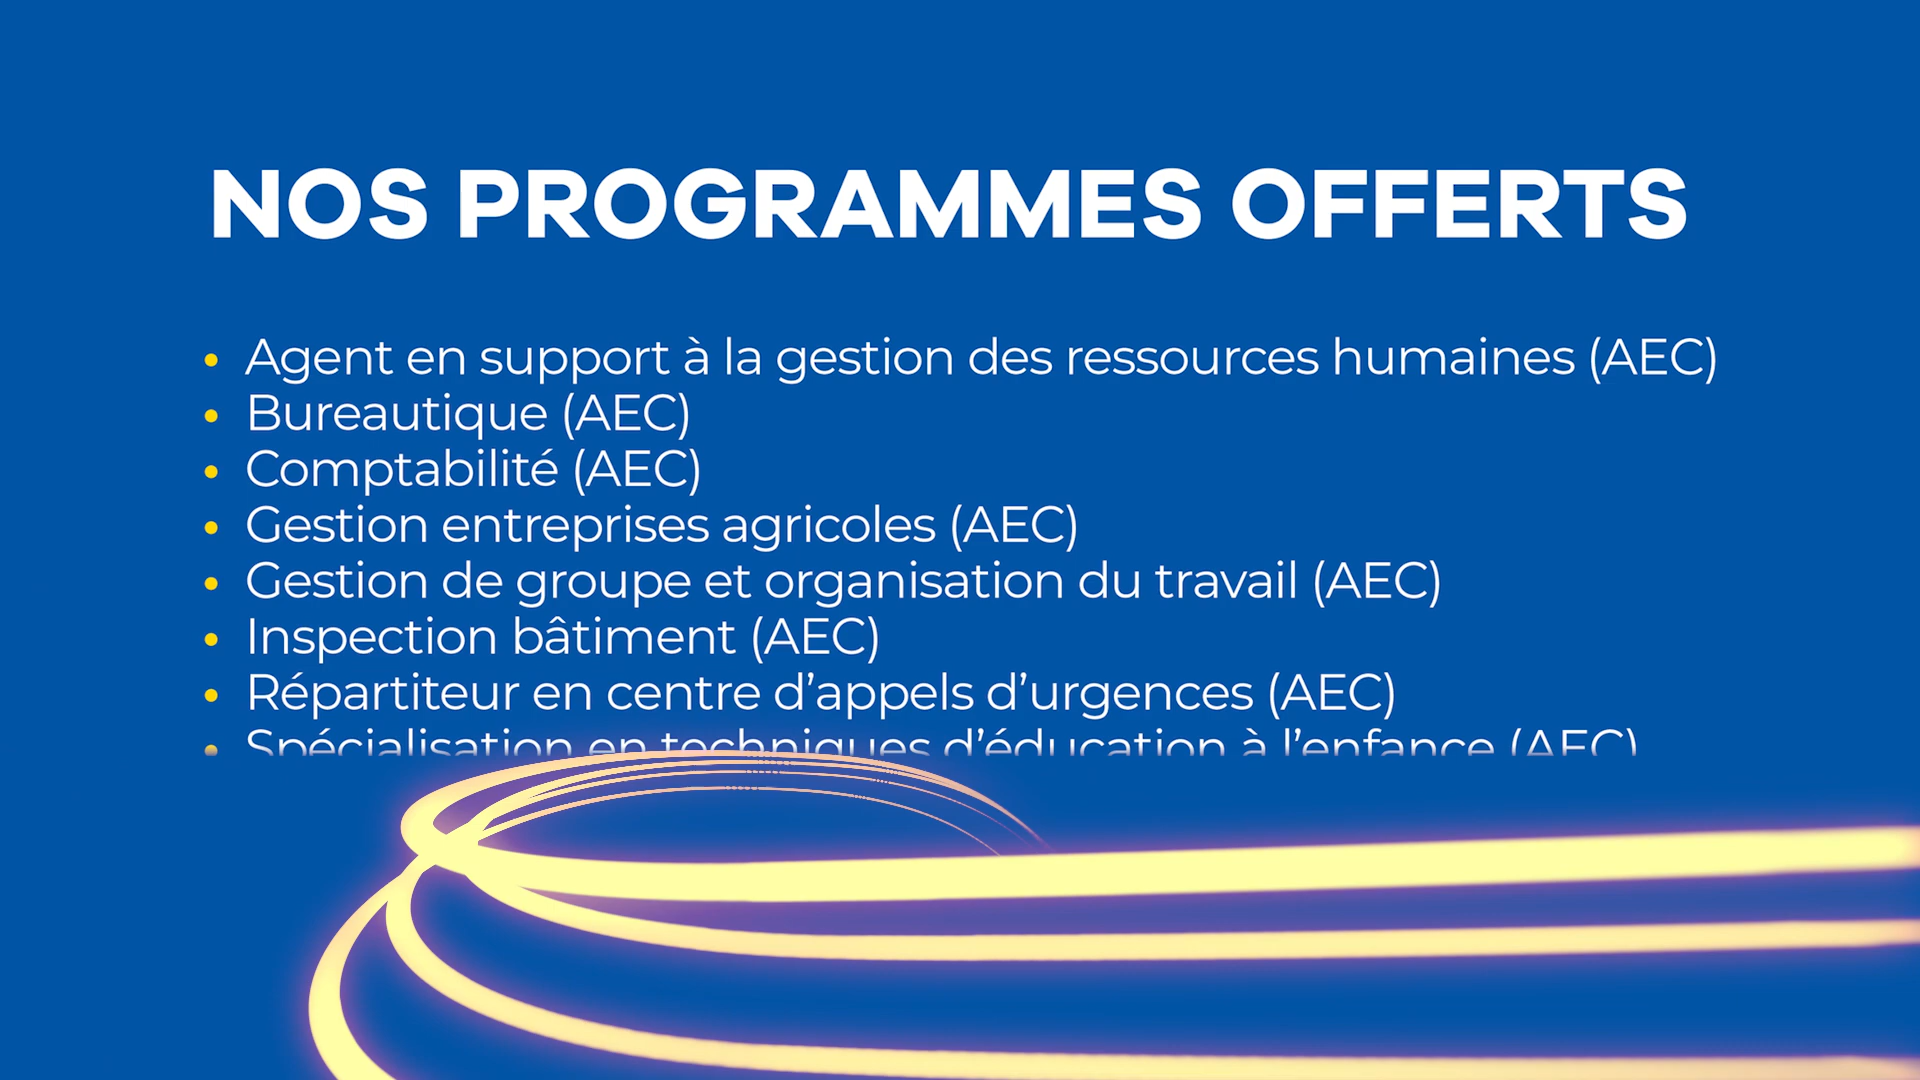 NOS PROGRAMMES OFFERTS
• Agent en support à la gestion des ressources humaines (AEC)
• Bureautique (AEC)
• Comptabilité (AEC)
• Gestion entreprises agricoles (AEC)
• Gestion de groupe et organisation du travail (AEC)
• Inspection bâtiment (AEC)
• Répartiteur en centre d’appels d’urgences (AEC)
• Spécialisation en techniques d’éducation à l’enfance (AEC)